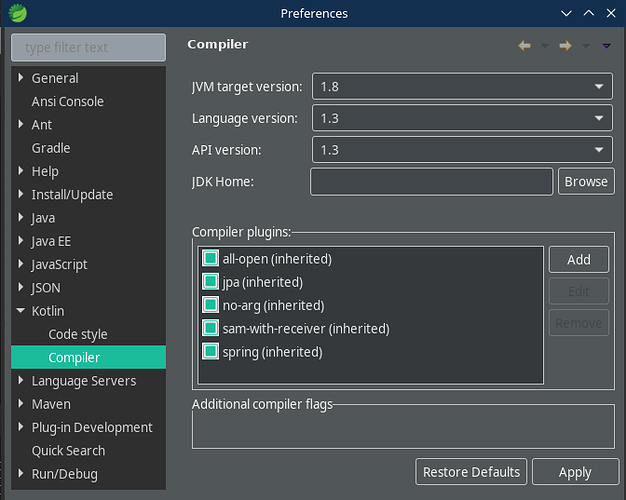 Preferences
type filter text
General
Ansi Console
Ant
Gradle
Help
Install/Update
Java
Java EE
JavaScript
JSON
Kotlin
Code style
Compiler
Language Servers
Maven
Plug-in Development
Quick Search
Run/Debug
Compiler
JVM target version: 1.8
Language version: 1.3
API version: 1.3
JDK Home: Browse
Compiler plugins:
all-open (inherited)
jpa (inherited)
no-arg (inherited)
sam-with-receiver (inherited)
spring (inherited)
Add
Edit
Remove
Additional compiler flags
Restore Defaults Apply